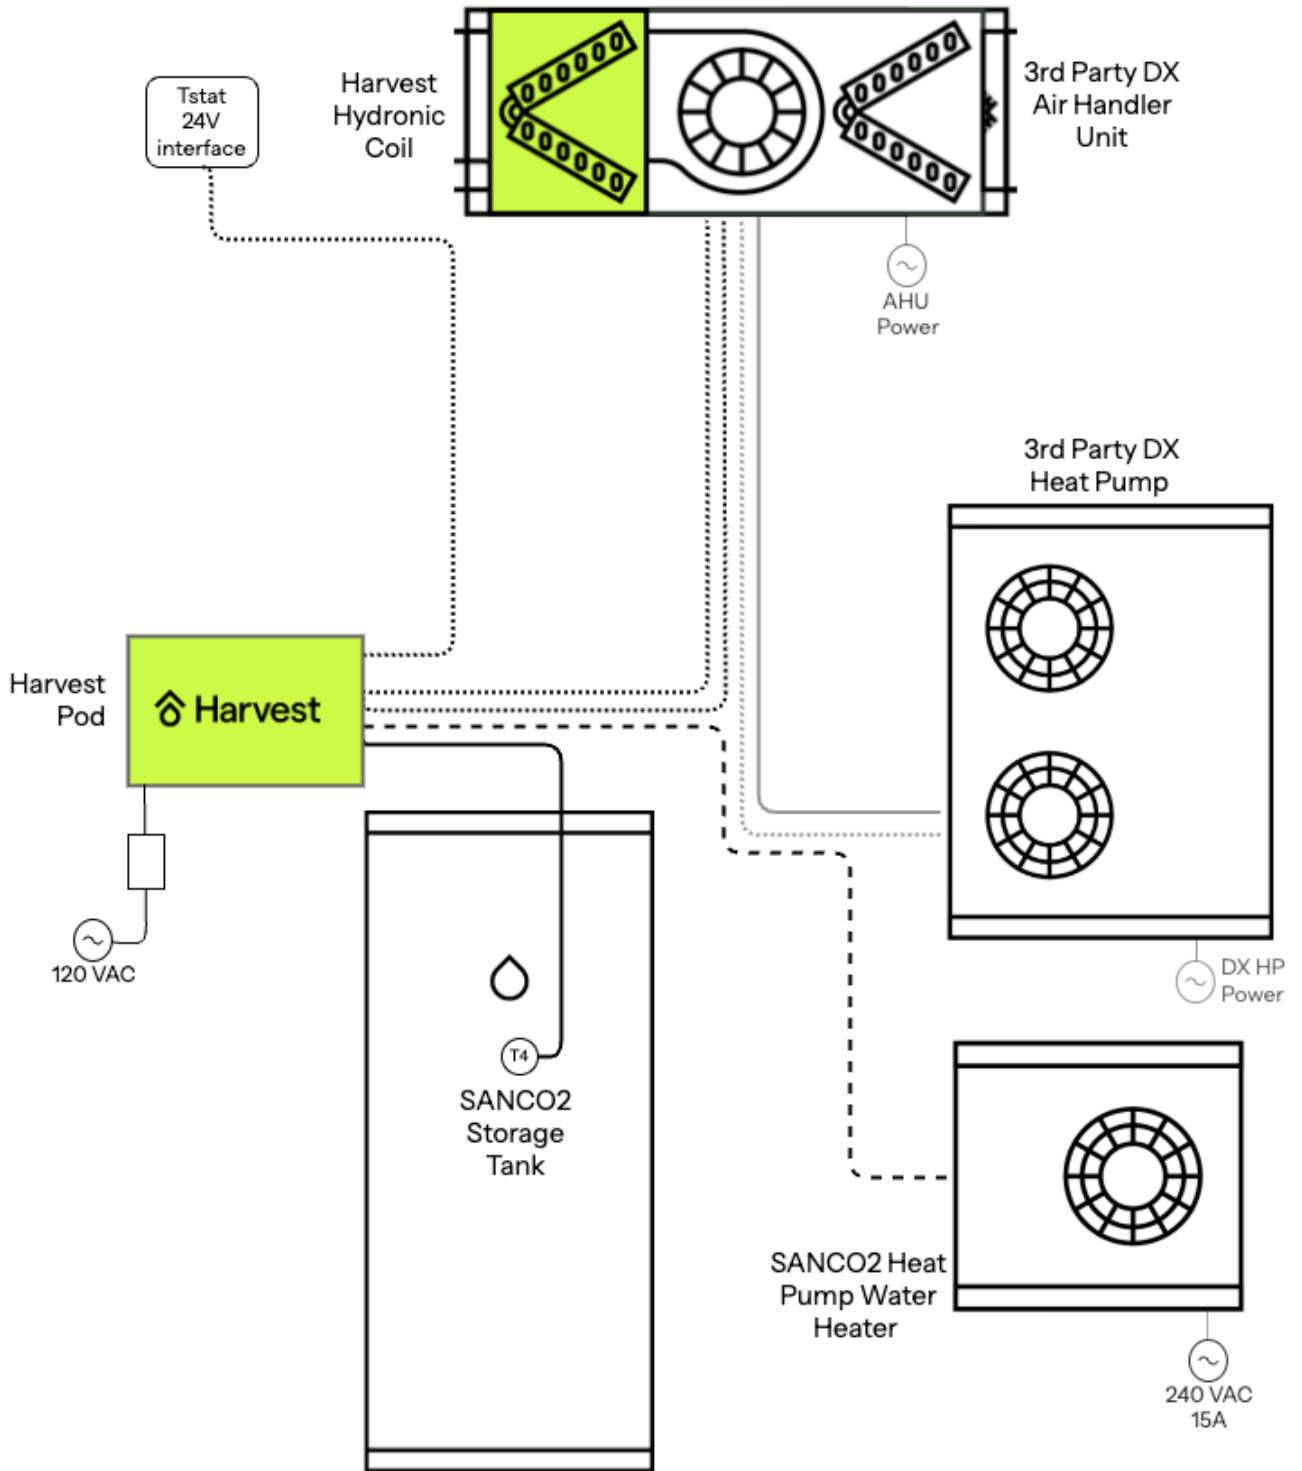 Tstat
24V
interface
Harvest
Hydronic
Coil
3rd Party DX
Air Handler
Unit
AHU
Power
3rd Party DX
Heat Pump
Harvest
Pod
Harvest
120 VAC
DX HP
Power
T4
SANCO2
Storage
Tank
SANCO2 Heat
Pump Water
Heater
240 VAC
15A